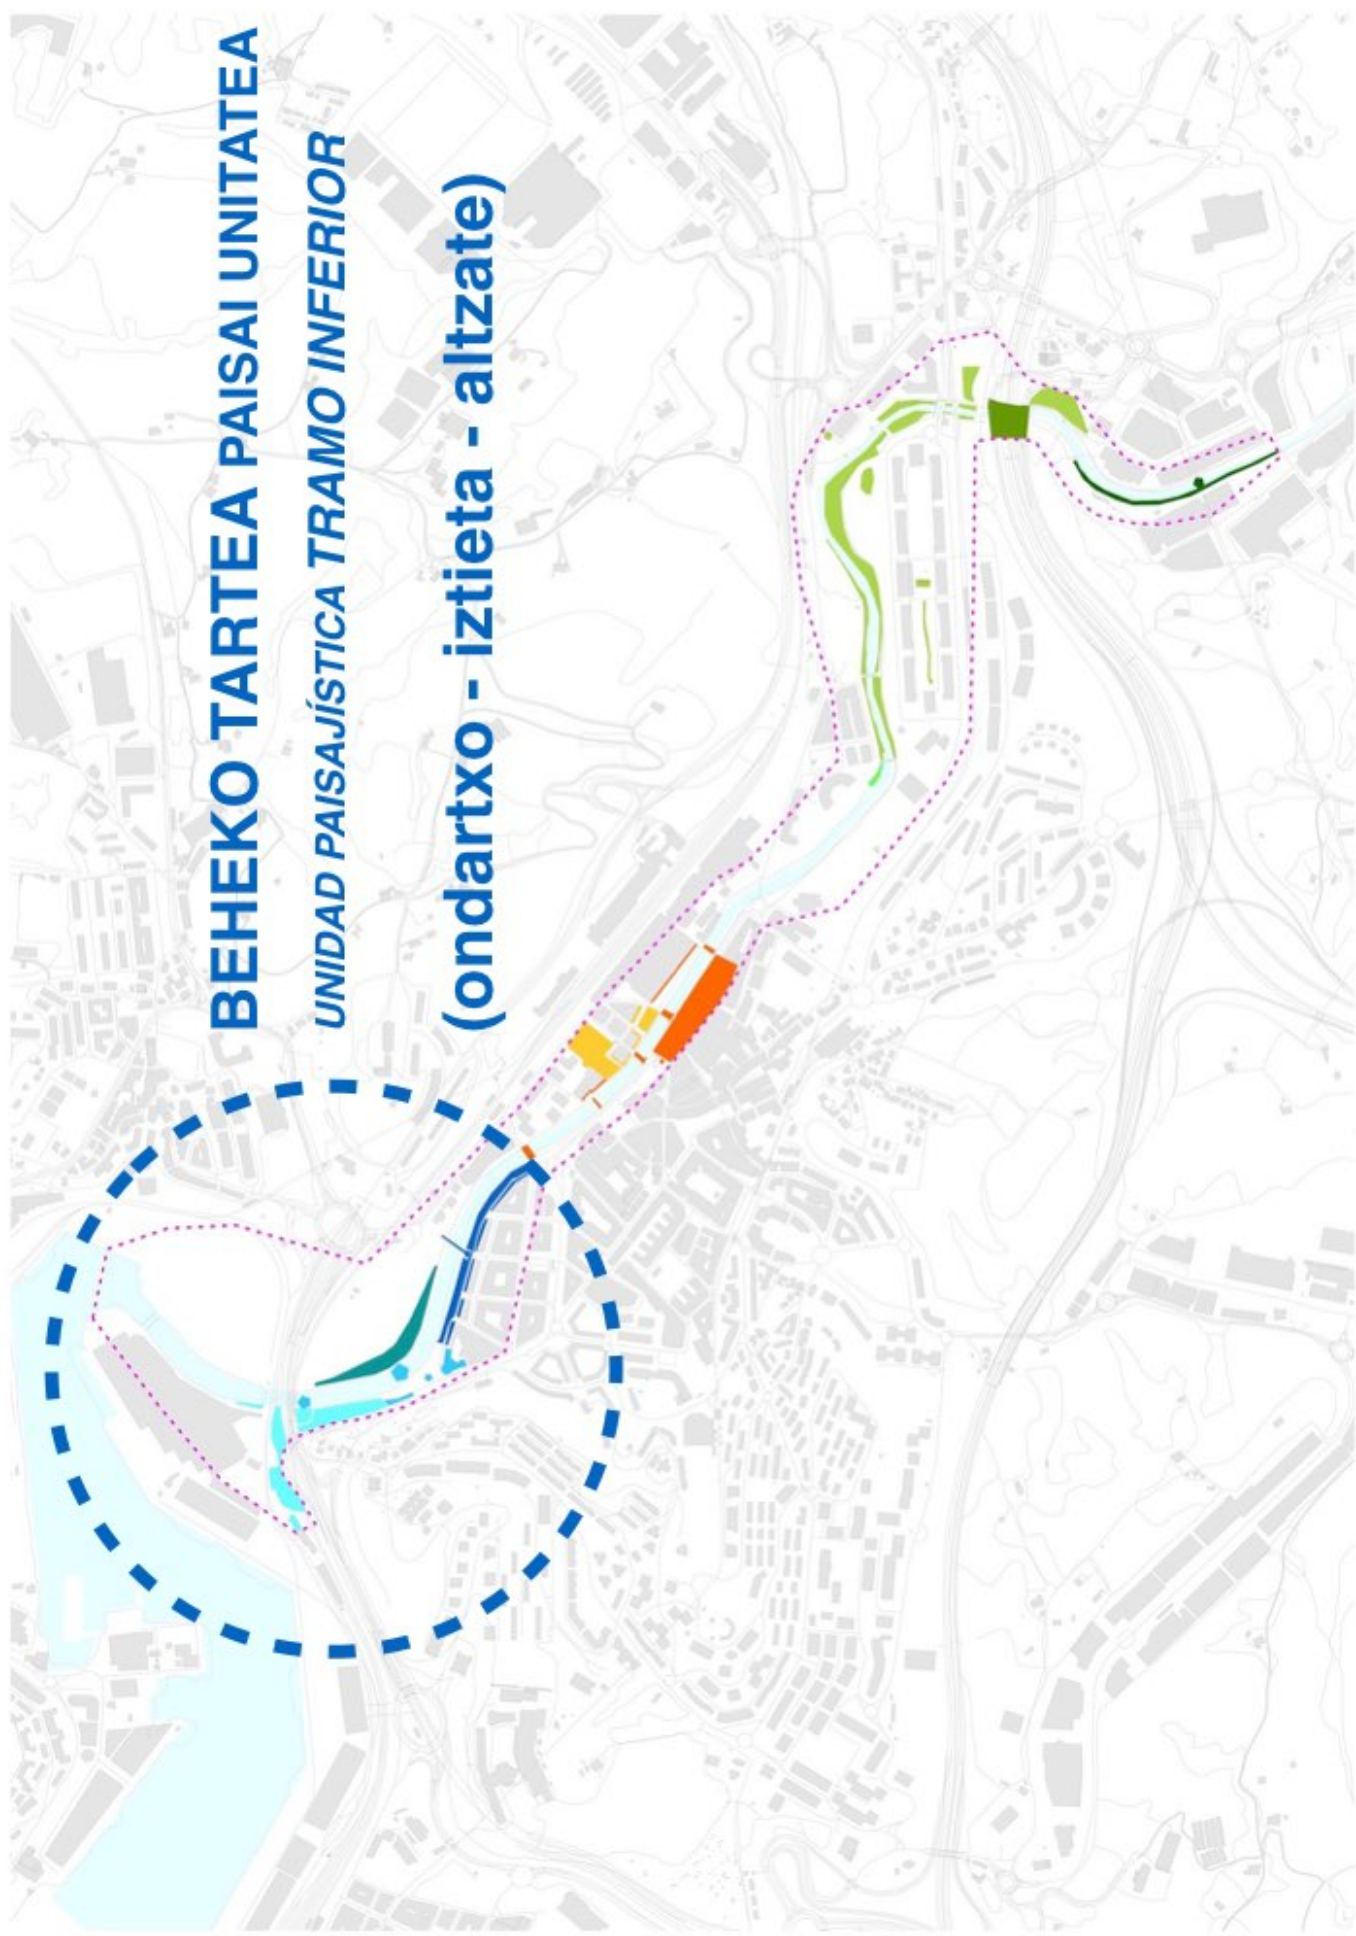 BEHEKO TARTEA PAISAI UNITATEA
UNIDAD PAISAJÍSTICA TRAMO INFERIOR
(ondartxo - iztieta - altzate)